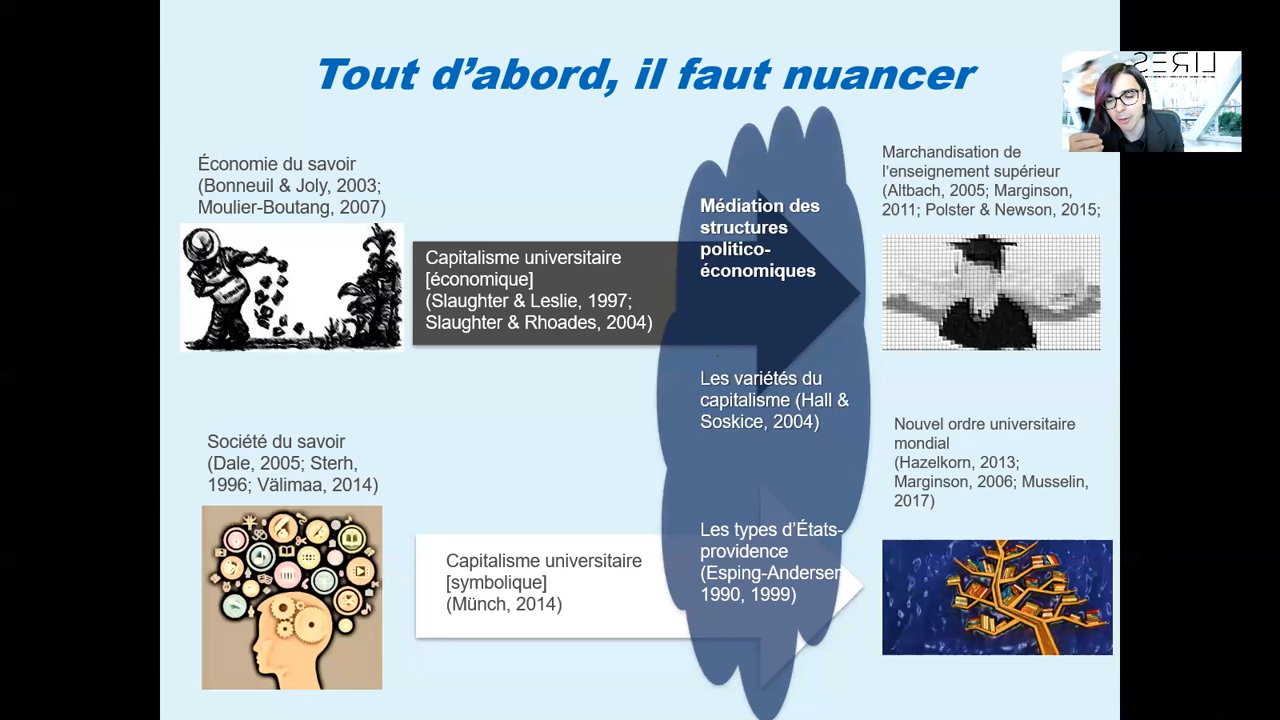 Tout d’abord, il faut nuancer
LIRES
Économie du savoir
(Bonneuil & Joly, 2003;
Moulier-Boutang, 2007)
Capitalisme universitaire
[économique]
(Slaughter & Leslie, 1997;
Slaughter & Rhoades, 2004)
Médiation des
structures
politico-
économiques
Marchandisation de
l’enseignement supérieur
(Altbach, 2005; Marginson,
2011; Polster & Newson, 2015;
Les variétés du
capitalisme (Hall &
Soskice, 2004)
Société du savoir
(Dale, 2005; Sterh,
1996; Välimaa, 2014)
Capitalisme universitaire
[symbolique]
(Münch, 2014)
Les types d’États-
providence
(Esping-Andersen
1990, 1999)
Nouvel ordre universitaire
mondial
(Hazelkorn, 2013;
Marginson, 2006; Musselin,
2017)